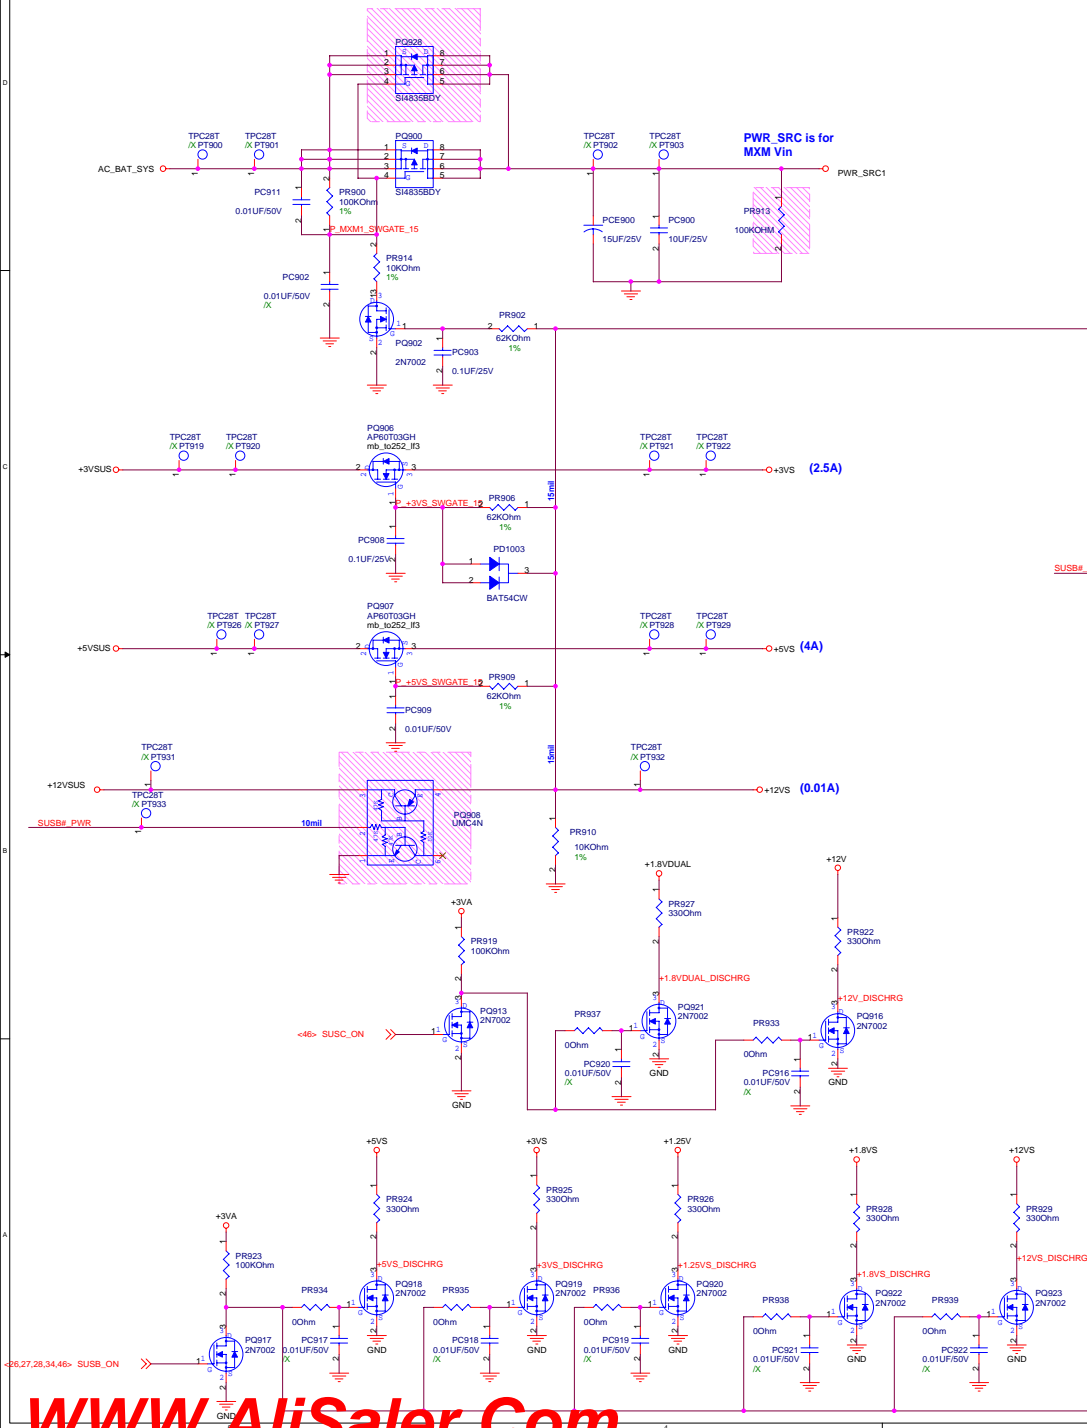 PQ928
SI4835BDY
PQ900
SI4835BDY
TPC28T
/X PT900
TPC28T
/X PT901
TPC28T
/X PT902
TPC28T
/X PT903
PWR_SRC is for
MXM Vin
AC_BAT_SYS
PWR_SRC1
PC911
0.01UF/50V
PR900
100KOhm
1%
P_MXM1_SWGATE_15
PCE900
15UF/25V
PC900
10UF/25V
PR913
100KOHM
PR914
10KOhm
1%
PC902
0.01UF/50V
/X
PQ902
2N7002
PR902
62KOhm
1%
PC903
0.1UF/25V
PQ906
AP60T03GH
mb_to252_lf3
TPC28T
/X PT919
TPC28T
/X PT920
TPC28T
/X PT921
TPC28T
/X PT922
+3VSUS
+3VS
(2.5A)
15mil
P_+3VS_SWGATE_15
PR906
62KOhm
1%
PC908
0.1UF/25V
PD1003
BAT54CW
SUSB#_
PQ907
AP60T03GH
mb_to252_lf3
TPC28T
/X PT926
TPC28T
/X PT927
TPC28T
/X PT928
TPC28T
/X PT929
+5VSUS
+5VS
(4A)
P_+5VS_SWGATE_15
PR909
62KOhm
1%
PC909
0.01UF/50V
15mil
TPC28T
/X PT931
TPC28T
/X PT932
+12VSUS
+12VS
(0.01A)
TPC28T
/X PT933
SUSB#_PWR
10mil
PQ908
UMC4N
PR910
10KOhm
1%
+3VA
PR919
100KOhm
+1.8VDUAL
PR927
330Ohm
+12V
PR922
330Ohm
+1.8VDUAL_DISCHRG
+12V_DISCHRG
PQ913
2N7002
<46> SUSC_ON
PR937
0Ohm
PQ921
2N7002
PR933
0Ohm
PQ916
2N7002
PC920
0.01UF/50V
/X
PC916
0.01UF/50V
/X
GND
GND
GND
+5VS
+3VS
+1.25V
+1.8VS
+12VS
PR924
330Ohm
PR925
330Ohm
PR926
330Ohm
PR928
330Ohm
PR929
330Ohm
+3VA
PR923
100KOhm
+5VS_DISCHRG
+3VS_DISCHRG
+1.25VS_DISCHRG
+1.8VS_DISCHRG
+12VS_DISCHRG
PR934
0Ohm
PQ918
2N7002
PR935
0Ohm
PQ919
2N7002
PR936
0Ohm
PQ920
2N7002
PR938
0Ohm
PQ922
2N7002
PR939
0Ohm
PQ923
2N7002
PC917
0.01UF/50V
/X
PC918
0.01UF/50V
/X
PC919
0.01UF/50V
/X
PC921
0.01UF/50V
/X
PC922
0.01UF/50V
/X
GND
GND
GND
GND
GND
<26,27,28,34,46> SUSB_ON
PQ917
2N7002
GND
WWW.AliSaler.Com